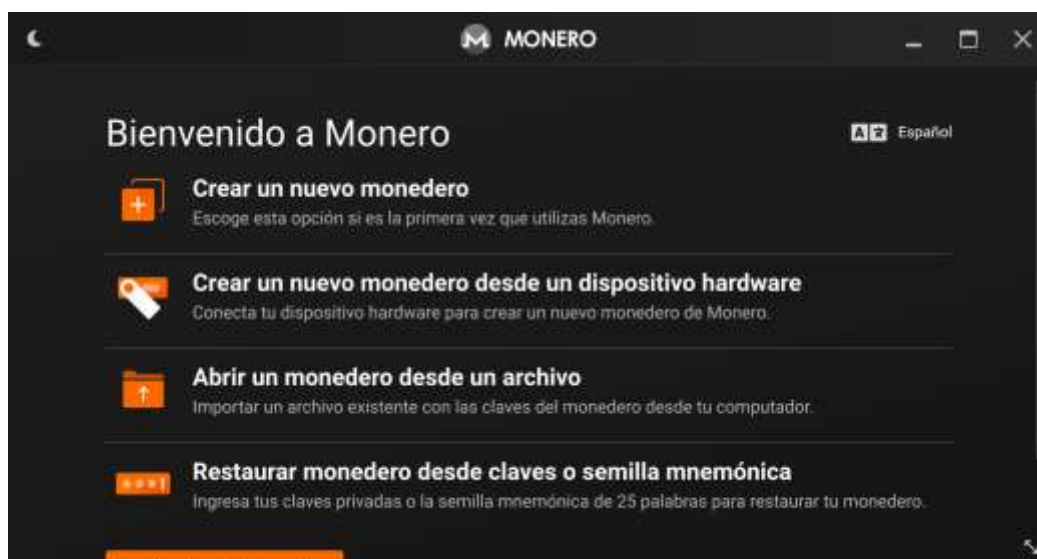 MONERO
Bienvenido a Monero
Español
Crear un nuevo monedero
Escoge esta opción si es la primera vez que utilizas Monero.
Crear un nuevo monedero desde un dispositivo hardware
Conecta tu dispositivo hardware para crear un nuevo monedero de Monero.
Abrir un monedero desde un archivo
Importar un archivo existente con las claves del monedero desde tu computador.
Restaurar monedero desde claves o semilla mnemónica
Ingresa tus claves privadas o la semilla mnemónica de 25 palabras para restaurar tu monedero.